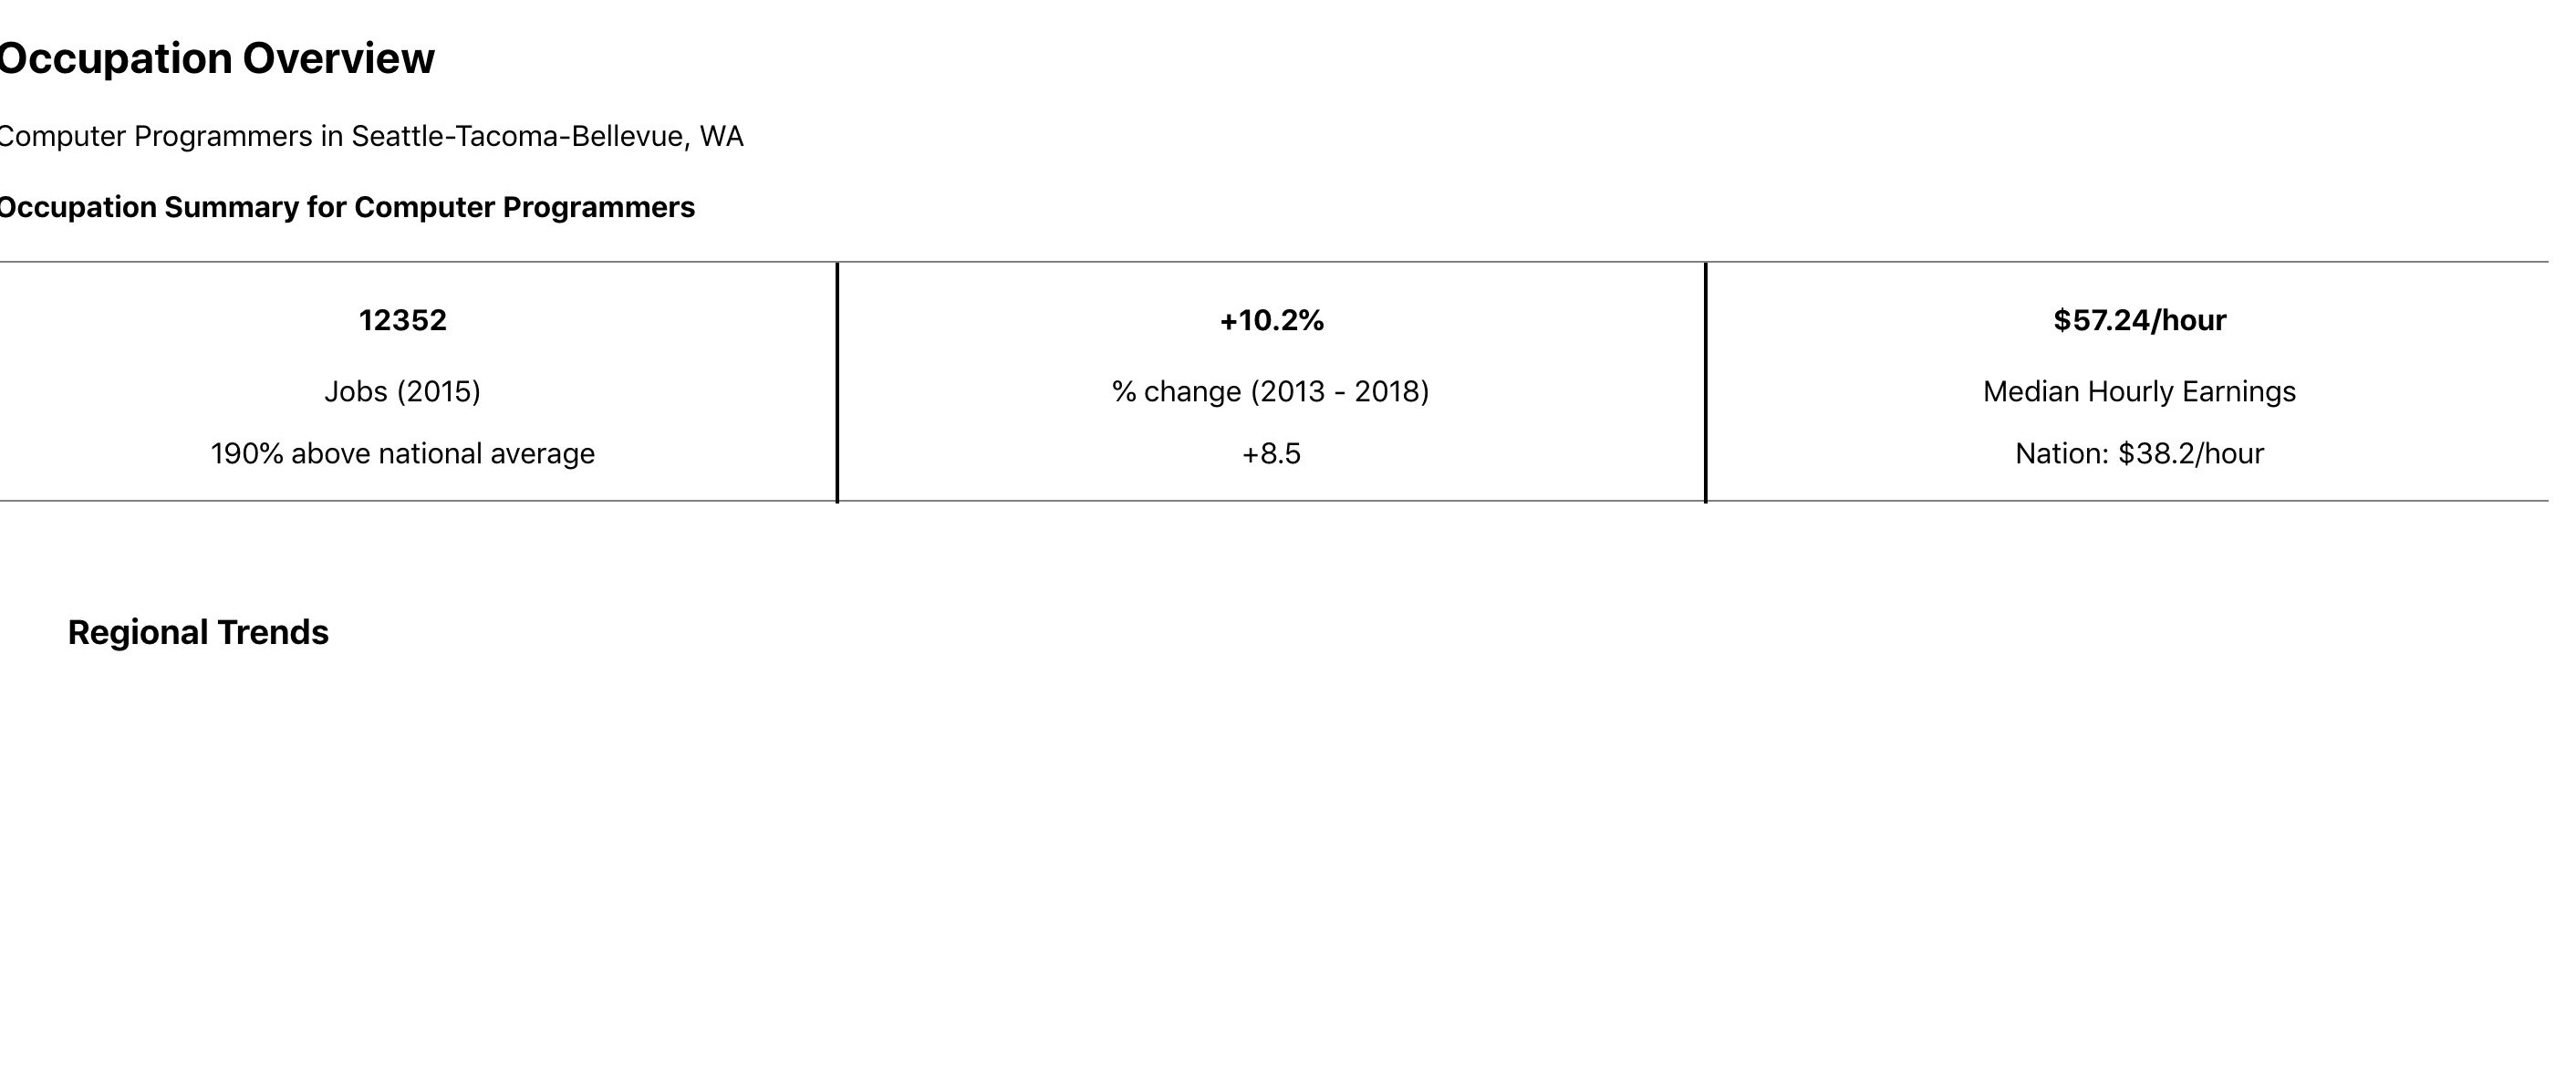 Occupation Overview
Computer Programmers in Seattle-Tacoma-Bellevue, WA
Occupation Summary for Computer Programmers
12352
Jobs (2015)
190% above national average
+10.2%
% change (2013 - 2018)
+8.5
$57.24/hour
Median Hourly Earnings
Nation: $38.2/hour
Regional Trends